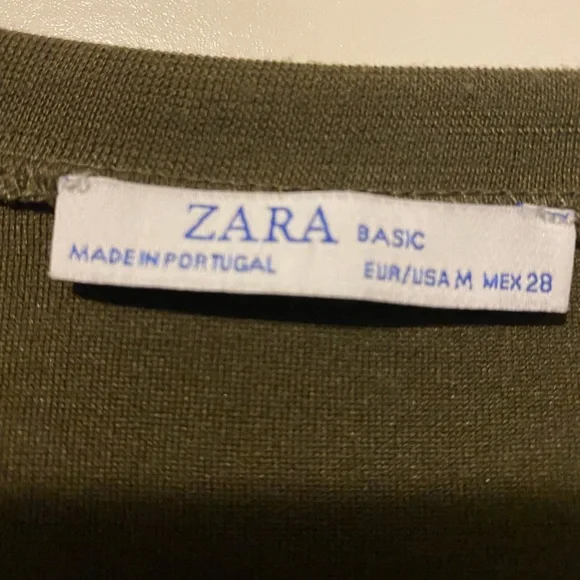 ZARA BASIC
MADE IN PORTUGAL EUR/USA M MEX 28